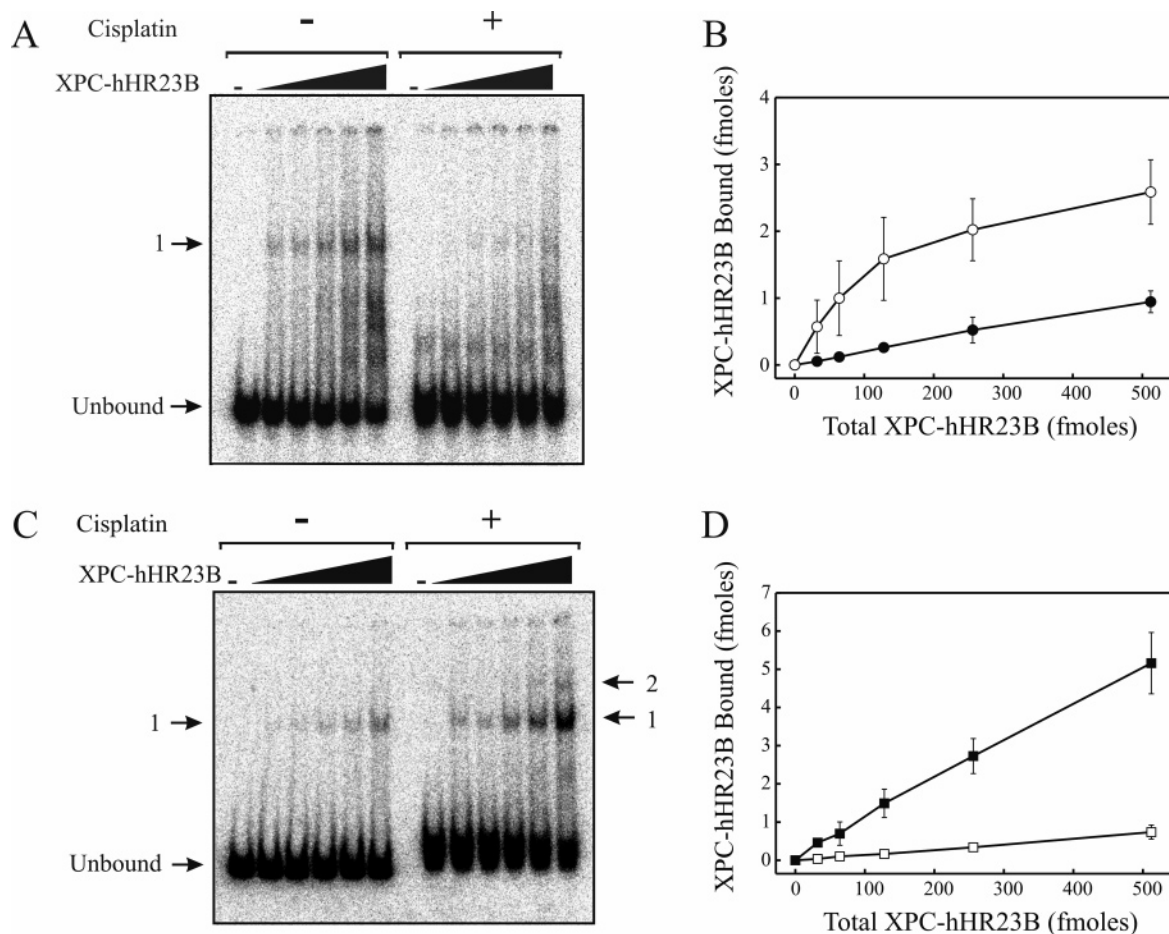 A
Cisplatin - +
XPC-hHR23B - -
1
Unbound
B
XPC-hHR23B Bound (fmoles)
4
3
2
1
0
0 100 200 300 400 500
Total XPC-hHR23B (fmoles)
C
Cisplatin - +
XPC-hHR23B - -
2
1 1
Unbound
D
XPC-hHR23B Bound (fmoles)
7
6
5
4
3
2
1
0
0 100 200 300 400 500
Total XPC-hHR23B (fmoles)